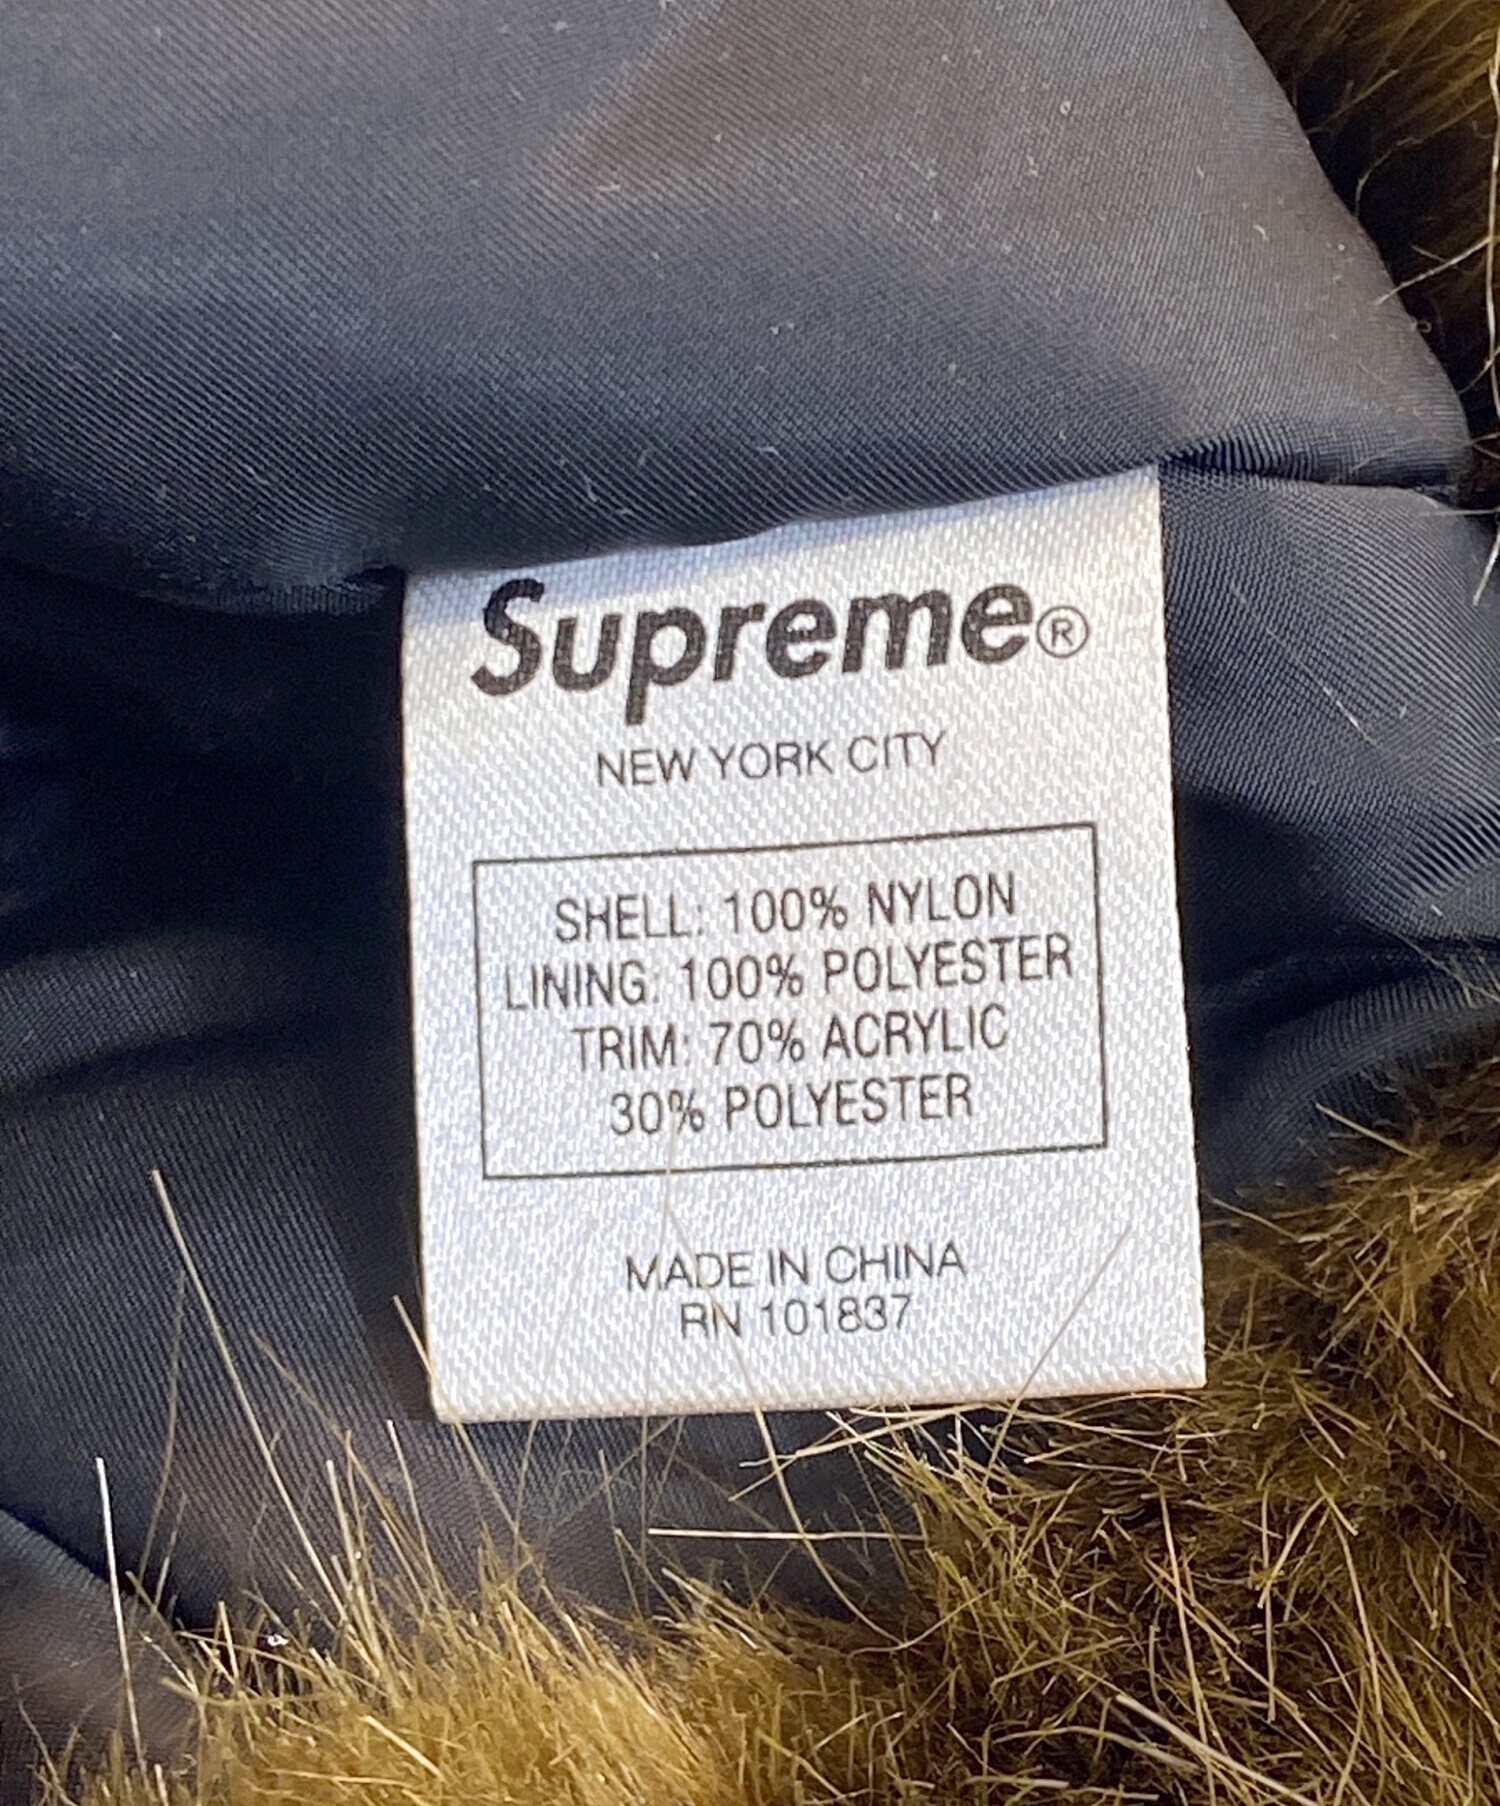 Supreme®
NEW YORK CITY
SHELL: 100% NYLON
LINING: 100% POLYESTER
TRIM: 70% ACRYLIC
30% POLYESTER
MADE IN CHINA
RN 101837